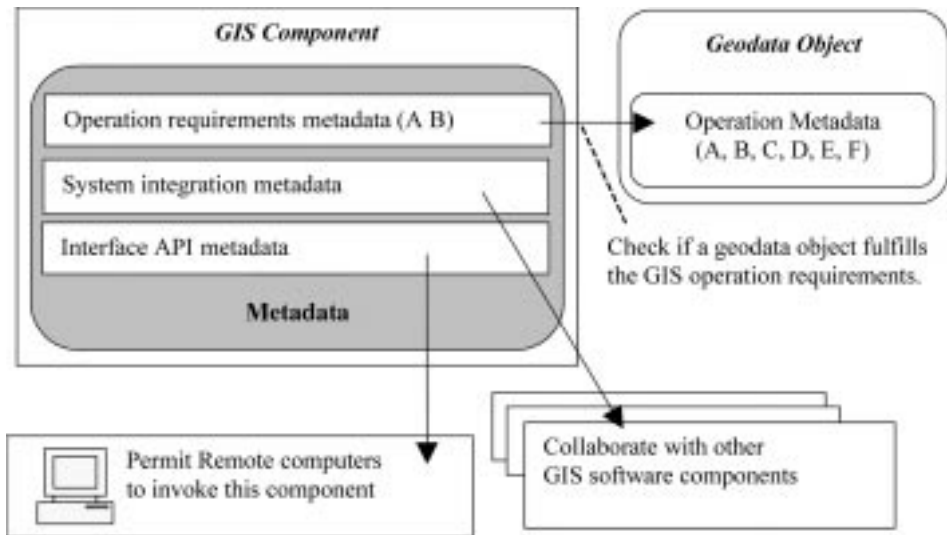 GIS Component
Operation requirements metadata (A B)
System integration metadata
Interface API metadata
Metadata
Geodata Object
Operation Metadata
(A, B, C, D, E, F)
Check if a geodata object fulfills
the GIS operation requirements.
Permit Remote computers
to invoke this component
Collaborate with other
GIS software components